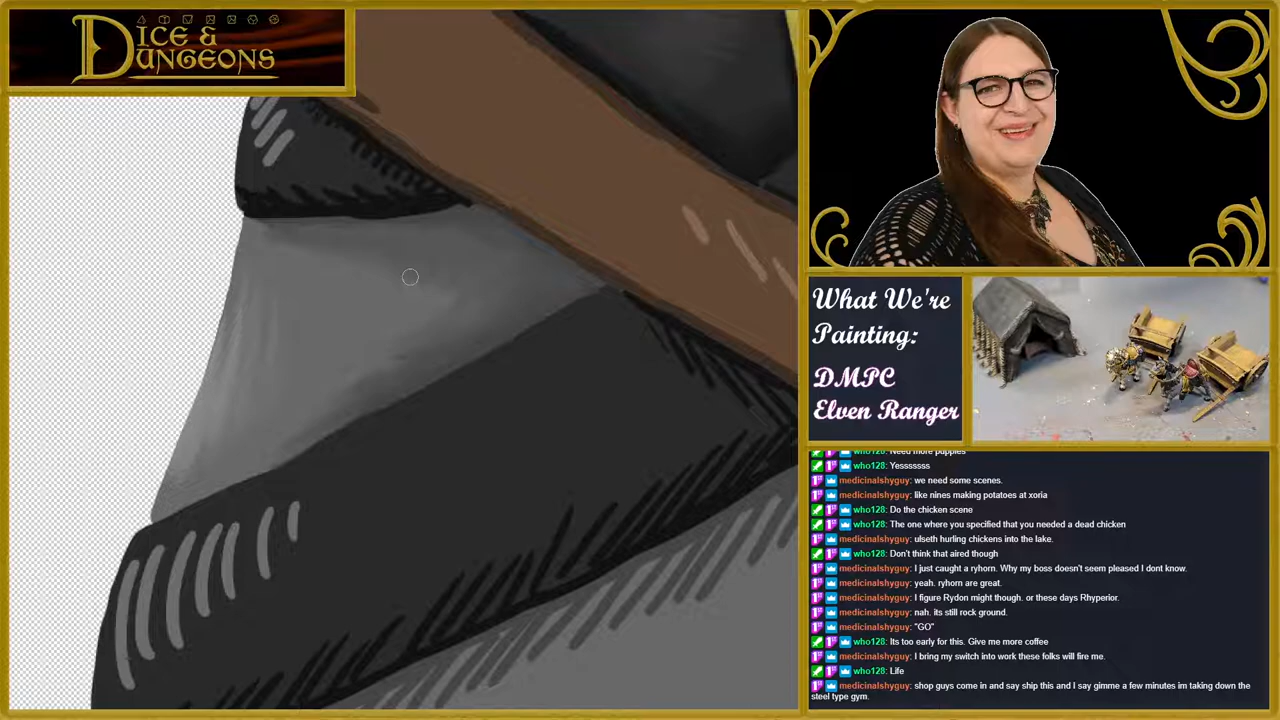 Dice &
Dungeons
What We're
Painting:
DMPC
Elven Ranger
who128: Need more puppies
who128: Yesssssss
medicinalshyguy: we need some scenes.
medicinalshyguy: like nines making potatoes at xoria
who128: Do the chicken scene
who128: The one where you specified that you needed a dead chicken
medicinalshyguy: ulseth hurling chickens into the lake.
who128: Don't think that aired though
medicinalshyguy: I just caught a ryhorn. Why my boss doesn't seem pleased I dont know.
medicinalshyguy: yeah. ryhorn are great.
medicinalshyguy: I figure Rydon might though. or these days Rhyperior.
medicinalshyguy: nah. its still rock ground.
medicinalshyguy: "GO"
who128: Its too early for this. Give me more coffee
medicinalshyguy: I bring my switch into work these folks will fire me.
who128: Life
medicinalshyguy: shop guys come in and say ship this and I say gimme a few minutes im taking down the
steel type gym.